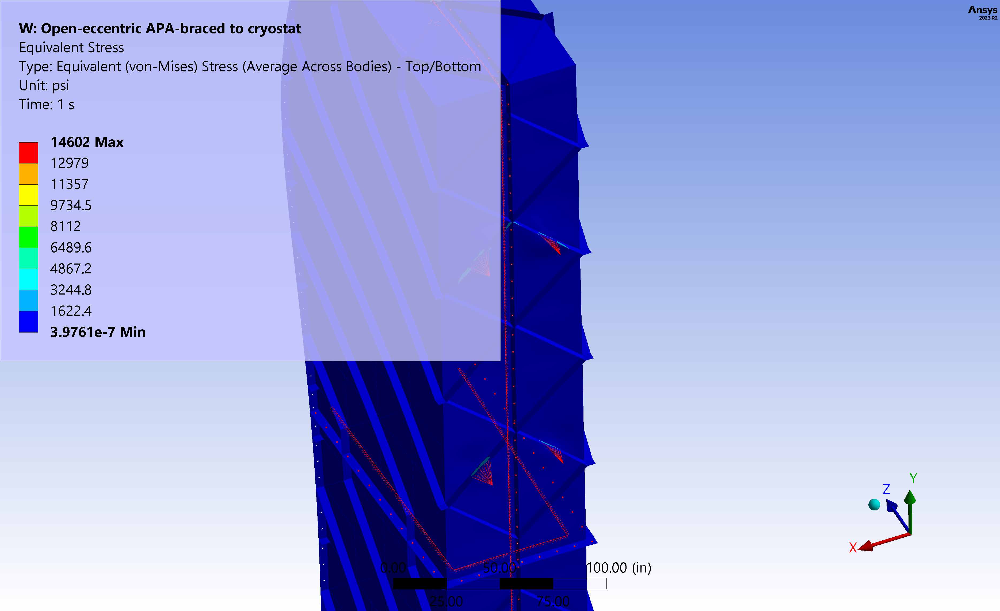 W: Open-eccentric APA-braced to cryostat
Equivalent Stress
Type: Equivalent (von-Mises) Stress (Average Across Bodies) - Top/Bottom
Unit: psi
Time: 1 s
14602 Max
12979
11357
9734.5
8112
6489.6
4867.2
3244.8
1622.4
3.9761e-7 Min
Ansys
2023 R2
Y
Z
X
0.00 50.00 100.00 (in)
25.00 75.00